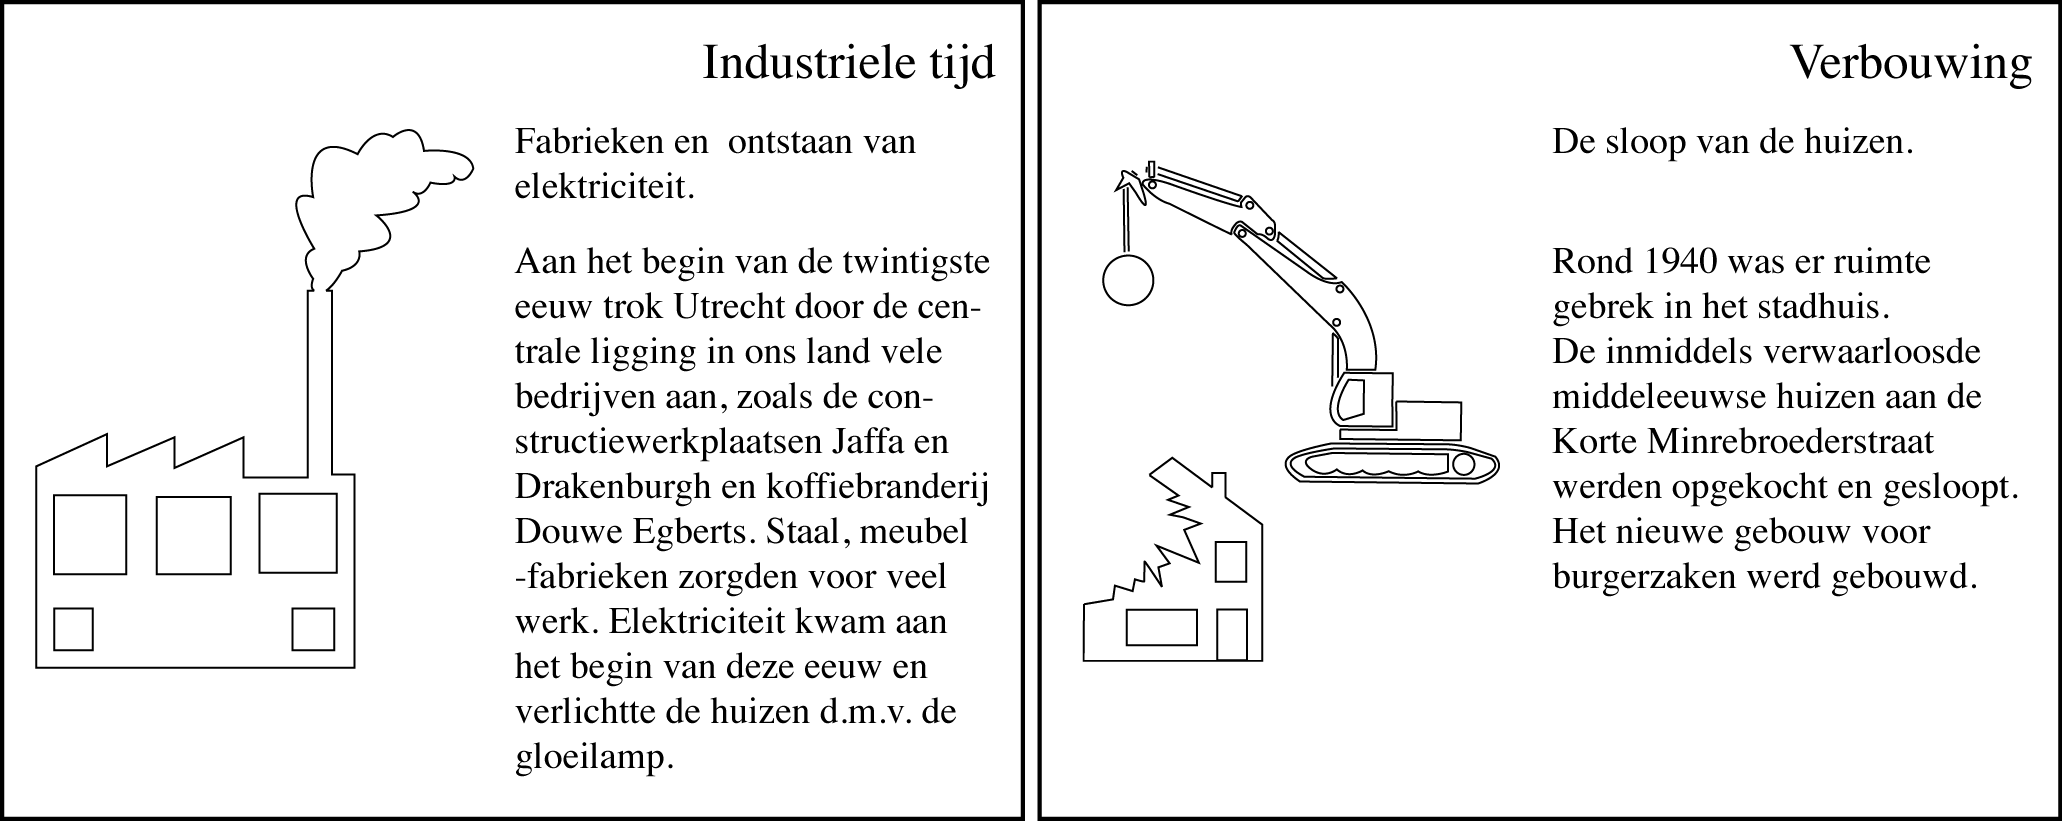 Industriele tijd
Fabrieken en  ontstaan van
elektriciteit.
Aan het begin van de twintigste
eeuw trok Utrecht door de cen-
trale ligging in ons land vele
bedrijven aan, zoals de con-
structiewerkplaatsen Jaffa en
Drakenburgh en koffiebranderij
Douwe Egberts. Staal, meubel
-fabrieken zorgden voor veel
werk. Elektriciteit kwam aan
het begin van deze eeuw en
verlichtte de huizen d.m.v. de
gloeilamp.
Verbouwing
De sloop van de huizen.
Rond 1940 was er ruimte
gebrek in het stadhuis.
De inmiddels verwaarloosde
middeleeuwse huizen aan de
Korte Minrebroederstraat
werden opgekocht en gesloopt.
Het nieuwe gebouw voor
burgerzaken werd gebouwd.